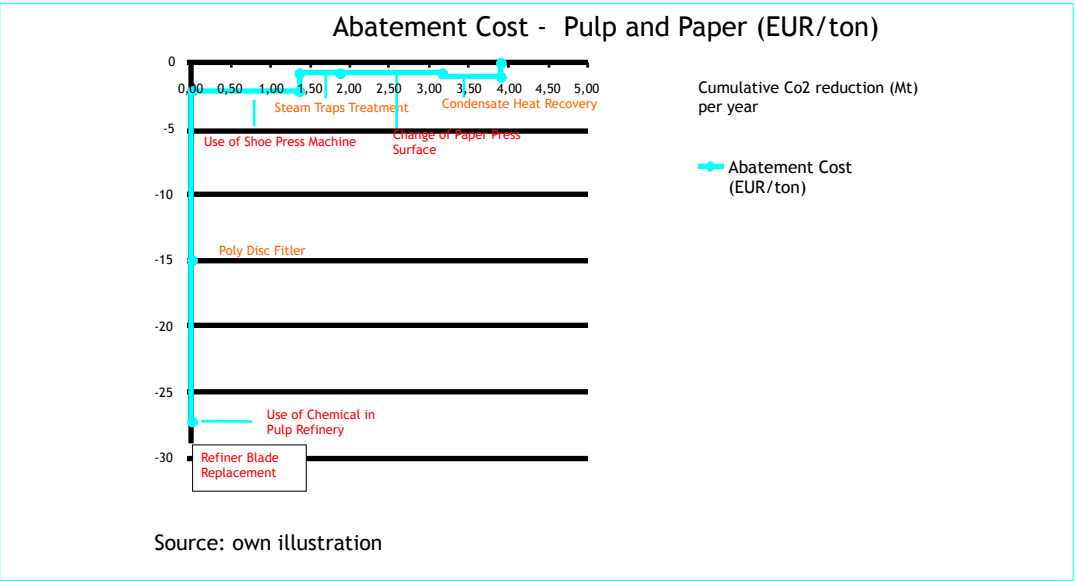 Abatement Cost -  Pulp and Paper (EUR/ton)
0
0,00 0,50 1,00 1,50 2,00 2,50 3,00 3,50 4,00 4,50 5,00
Cumulative Co2 reduction (Mt)
per year
Steam Traps Treatment
Condensate Heat Recovery
-5
Use of Shoe Press Machine
Change of Paper Press
Surface
Abatement Cost
(EUR/ton)
-10
Poly Disc Fitler
-15
-20
-25
Use of Chemical in
Pulp Refinery
-30
Refiner Blade
Replacement
Source: own illustration